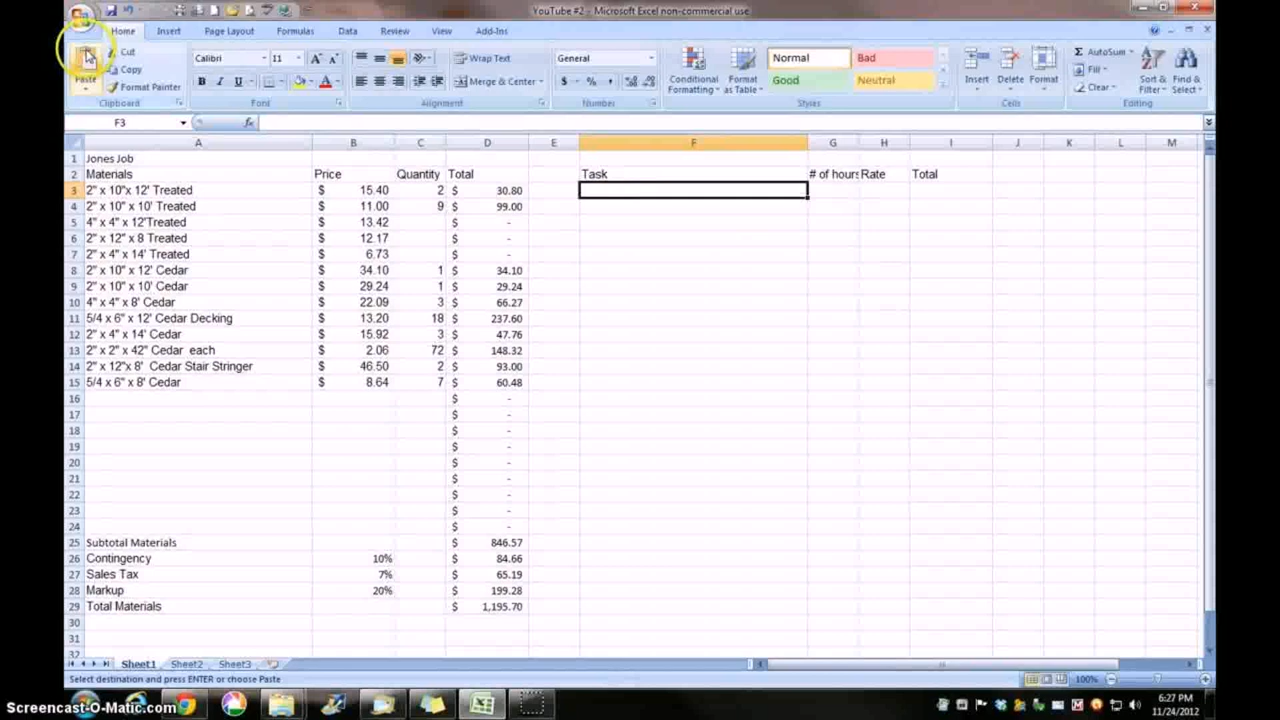 YouTube #2 - Microsoft Excel non-commercial use
Home Insert Page Layout Formulas Data Review View Add-Ins
Paste Cut Copy Format Painter Clipboard
Calibri 11 B I U A Font
Wrap Text Merge & Center Alignment
General $ % , Number
Conditional Formatting Format as Table Normal Bad Good Neutral Styles
Insert Delete Format Cells
Σ AutoSum Fill Clear Sort & Filter Find & Select Editing
F3 fx
A B C D E F G H I J K L M
1 Jones Job
2 Materials Price Quantity Total Task # of hours Rate Total
3 2" x 10"x 12' Treated $ 15.40 2 $ 30.80
4 2" x 10" x 10' Treated $ 11.00 9 $ 99.00
5 4" x 4" x 12'Treated $ 13.42 $ -
6 2" x 12" x 8 Treated $ 12.17 $ -
7 2" x 4" x 14' Treated $ 6.73 $ -
8 2" x 10" x 12' Cedar $ 34.10 1 $ 34.10
9 2" x 10" x 10' Cedar $ 29.24 1 $ 29.24
10 4" x 4" x 8' Cedar $ 22.09 3 $ 66.27
11 5/4 x 6" x 12' Cedar Decking $ 13.20 18 $ 237.60
12 2" x 4" x 14' Cedar $ 15.92 3 $ 47.76
13 2" x 2" x 42" Cedar each $ 2.06 72 $ 148.32
14 2" x 12"x 8' Cedar Stair Stringer $ 46.50 2 $ 93.00
15 5/4 x 6" x 8' Cedar $ 8.64 7 $ 60.48
16 $ -
17 $ -
18 $ -
19 $ -
20 $ -
21 $ -
22 $ -
23 $ -
24 $ -
25 Subtotal Materials $ 846.57
26 Contingency 10% $ 84.66
27 Sales Tax 7% $ 65.19
28 Markup 20% $ 199.28
29 Total Materials $ 1,195.70
30
31
32
Sheet1 Sheet2 Sheet3
Select destination and press ENTER or choose Paste 100%
Screencast-O-Matic.com
6:27 PM
11/24/2012